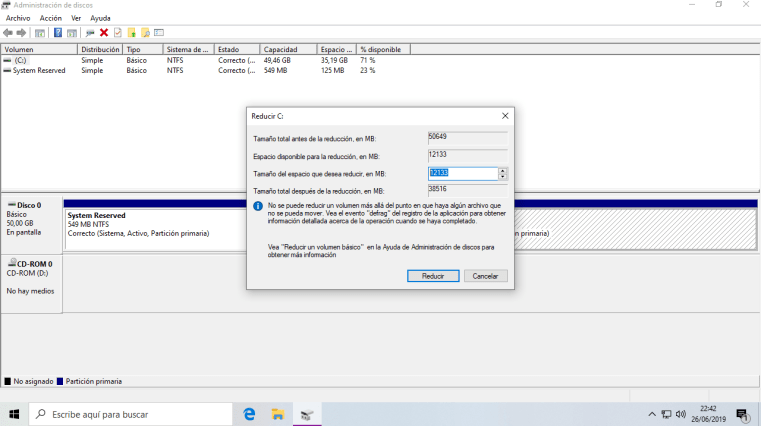 Administración de discos
Archivo Acción Ver Ayuda
Volumen Distribución Tipo Sistema de ... Estado Capacidad Espacio ... % disponible
(C:) Simple Básico NTFS Correcto (... 49,46 GB 35,19 GB 71 %
System Reserved Simple Básico NTFS Correcto (... 549 MB 125 MB 23 %
Reducir C:
Tamaño total antes de la reducción, en MB: 50649
Espacio disponible para la reducción, en MB: 12133
Tamaño del espacio que desea reducir, en MB: 12133
Tamaño total después de la reducción, en MB: 38516
No se puede reducir un volumen más allá del punto en que haya algún archivo que
no se pueda mover. Vea el evento "defrag" del registro de la aplicación para obtener
información detallada acerca de la operación cuando se haya completado.
Vea "Reducir un volumen básico" en la Ayuda de Administración de discos para
obtener más información
Reducir Cancelar
Disco 0
Básico
50,00 GB
En pantalla
System Reserved
549 MB NTFS
Correcto (Sistema, Activo, Partición primaria)
n primaria)
CD-ROM 0
CD-ROM (D:)
No hay medios
No asignado Partición primaria
Escribe aquí para buscar
22:42
26/06/2019
1